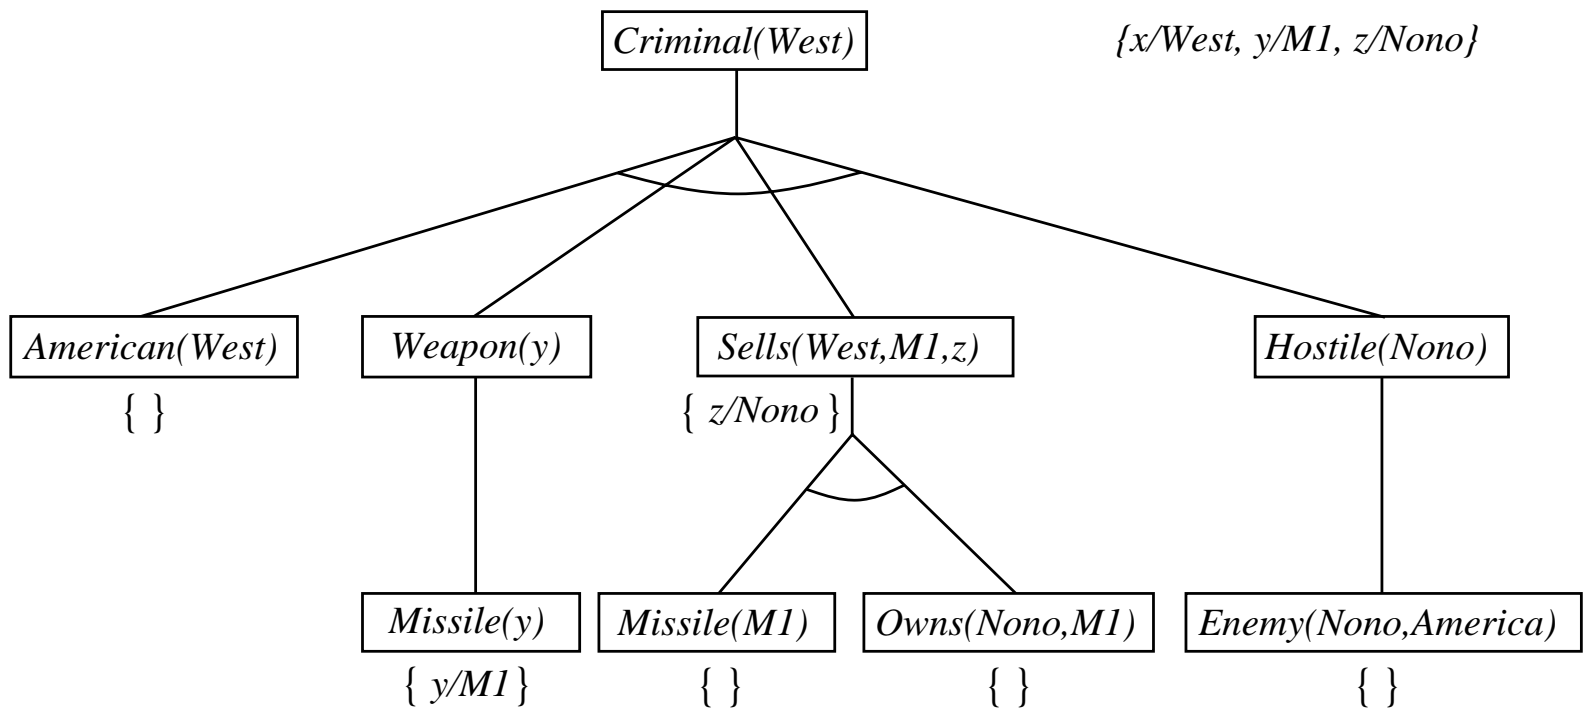 Criminal(West) {x/West, y/M1, z/Nono}
American(West) Weapon(y) Sells(West,M1,z) Hostile(Nono)
{ } { z/Nono }
Missile(y) Missile(M1) Owns(Nono,M1) Enemy(Nono,America)
{ y/M1 } { } { } { }